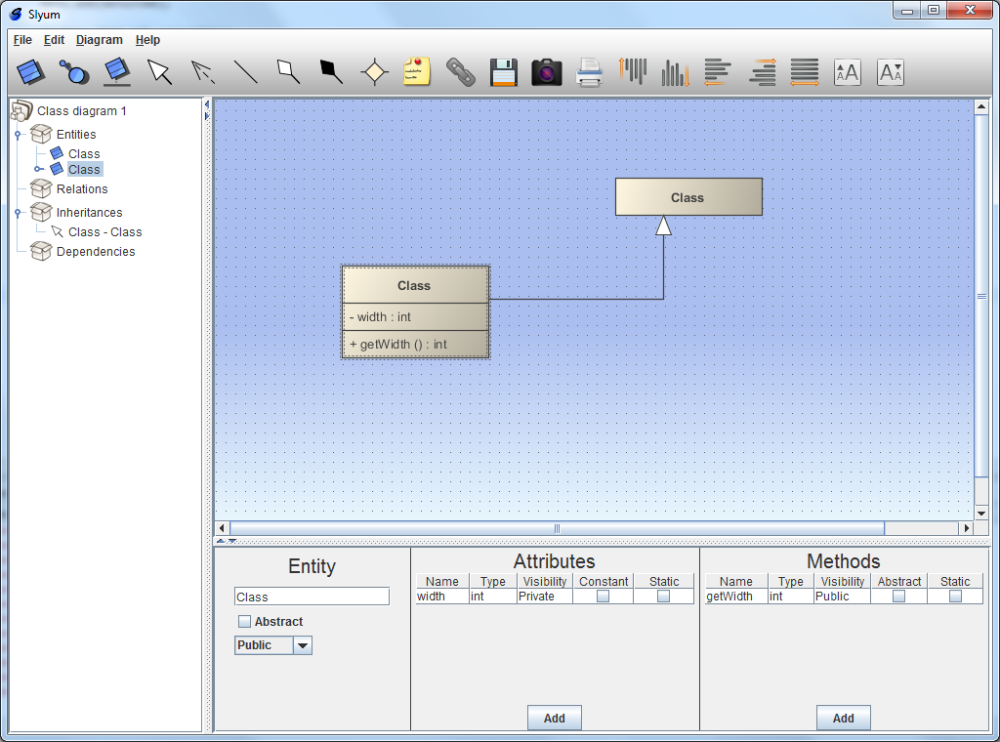 Slyum
File Edit Diagram Help
AA AA
Class diagram 1
Entities
Class
Class
Relations
Inheritances
Class - Class
Dependencies
Class
Class
- width : int
+ getWidth () : int
Entity
Class
Abstract
Public
Attributes
Name Type Visibility Constant Static
width int Private
Add
Methods
Name Type Visibility Abstract Static
getWidth int Public
Add